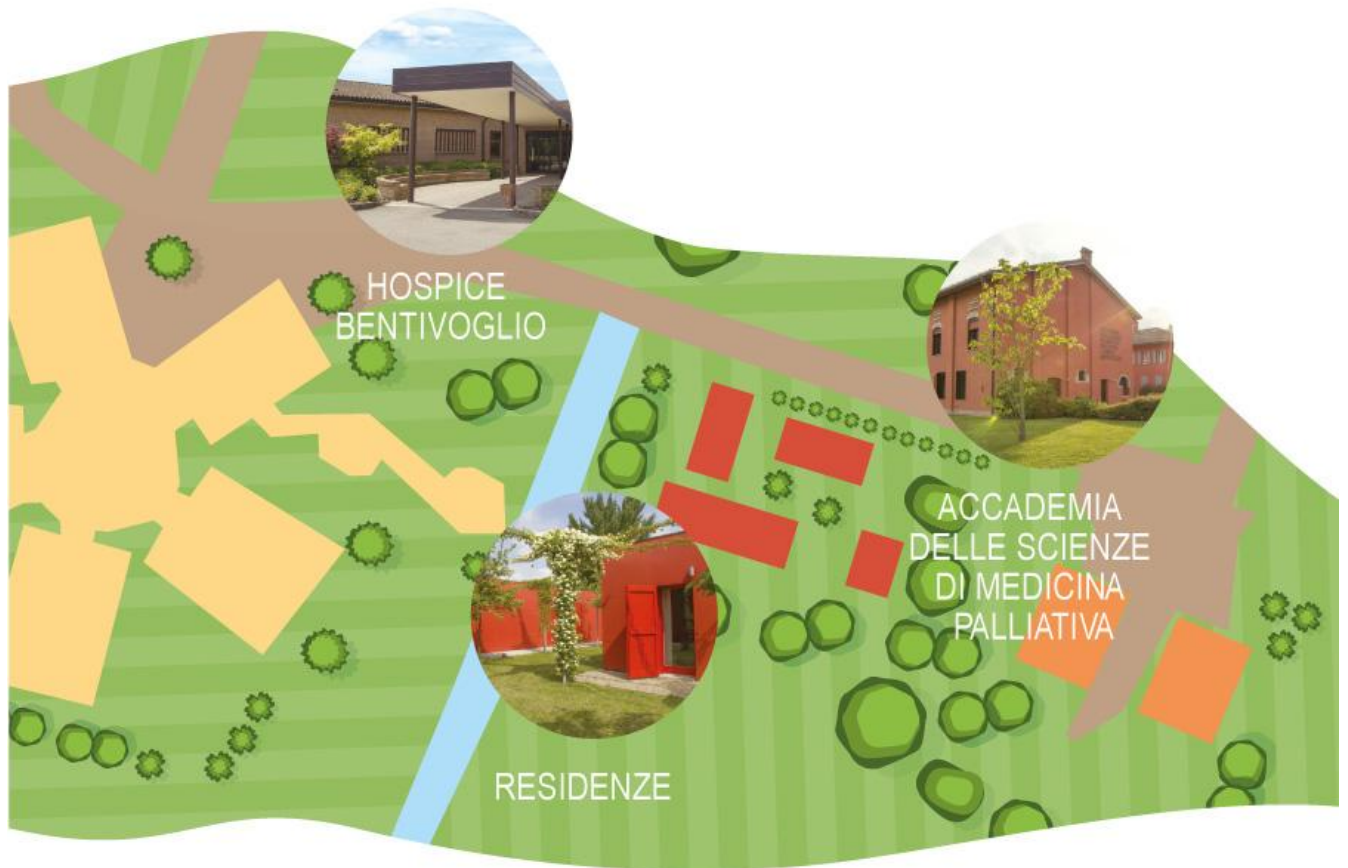 HOSPICE
BENTIVOGLIO
ACCADEMIA
DELLE SCIENZE
DI MEDICINA
PALLIATIVA
RESIDENZE